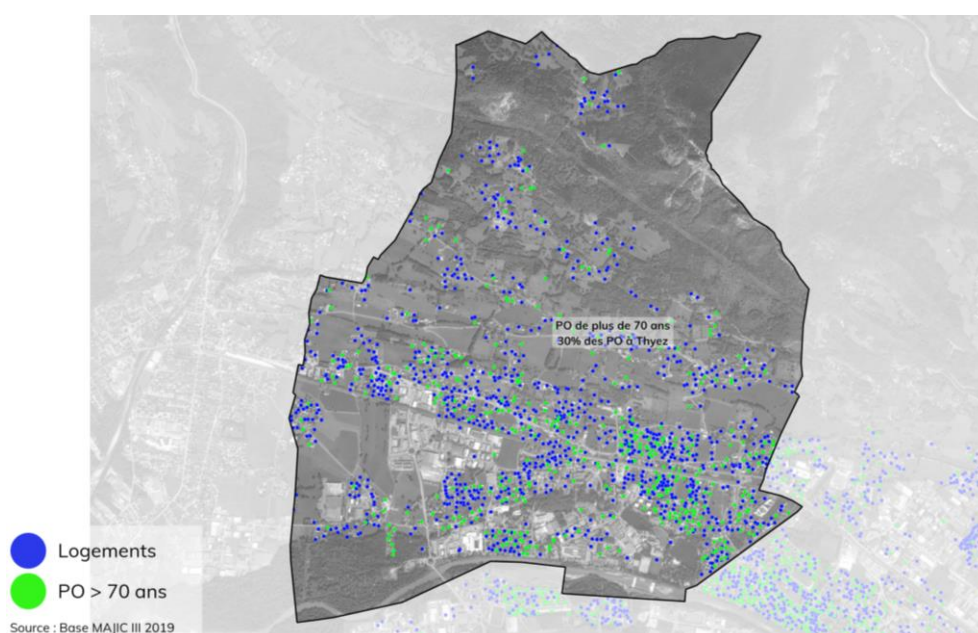 PO de plus de 70 ans
30% des PO à Thyez
Logements
PO > 70 ans
Source : Base MAJIC III 2019